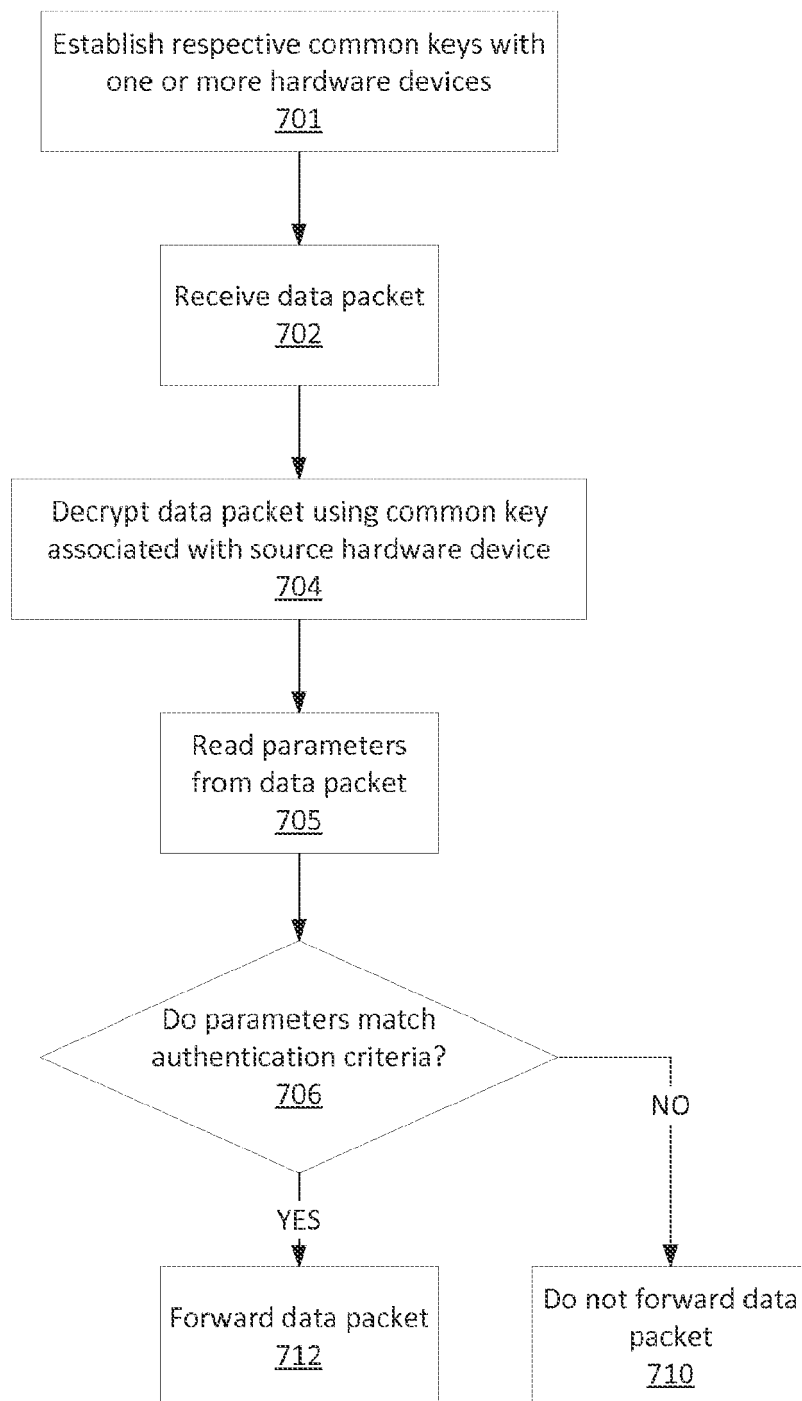 Establish respective common keys with
one or more hardware devices
701
Receive data packet
702
Decrypt data packet using common key
associated with source hardware device
704
Read parameters
from data packet
705
Do parameters match
authentication criteria?
706
NO
YES
Forward data packet
712
Do not forward data
packet
710